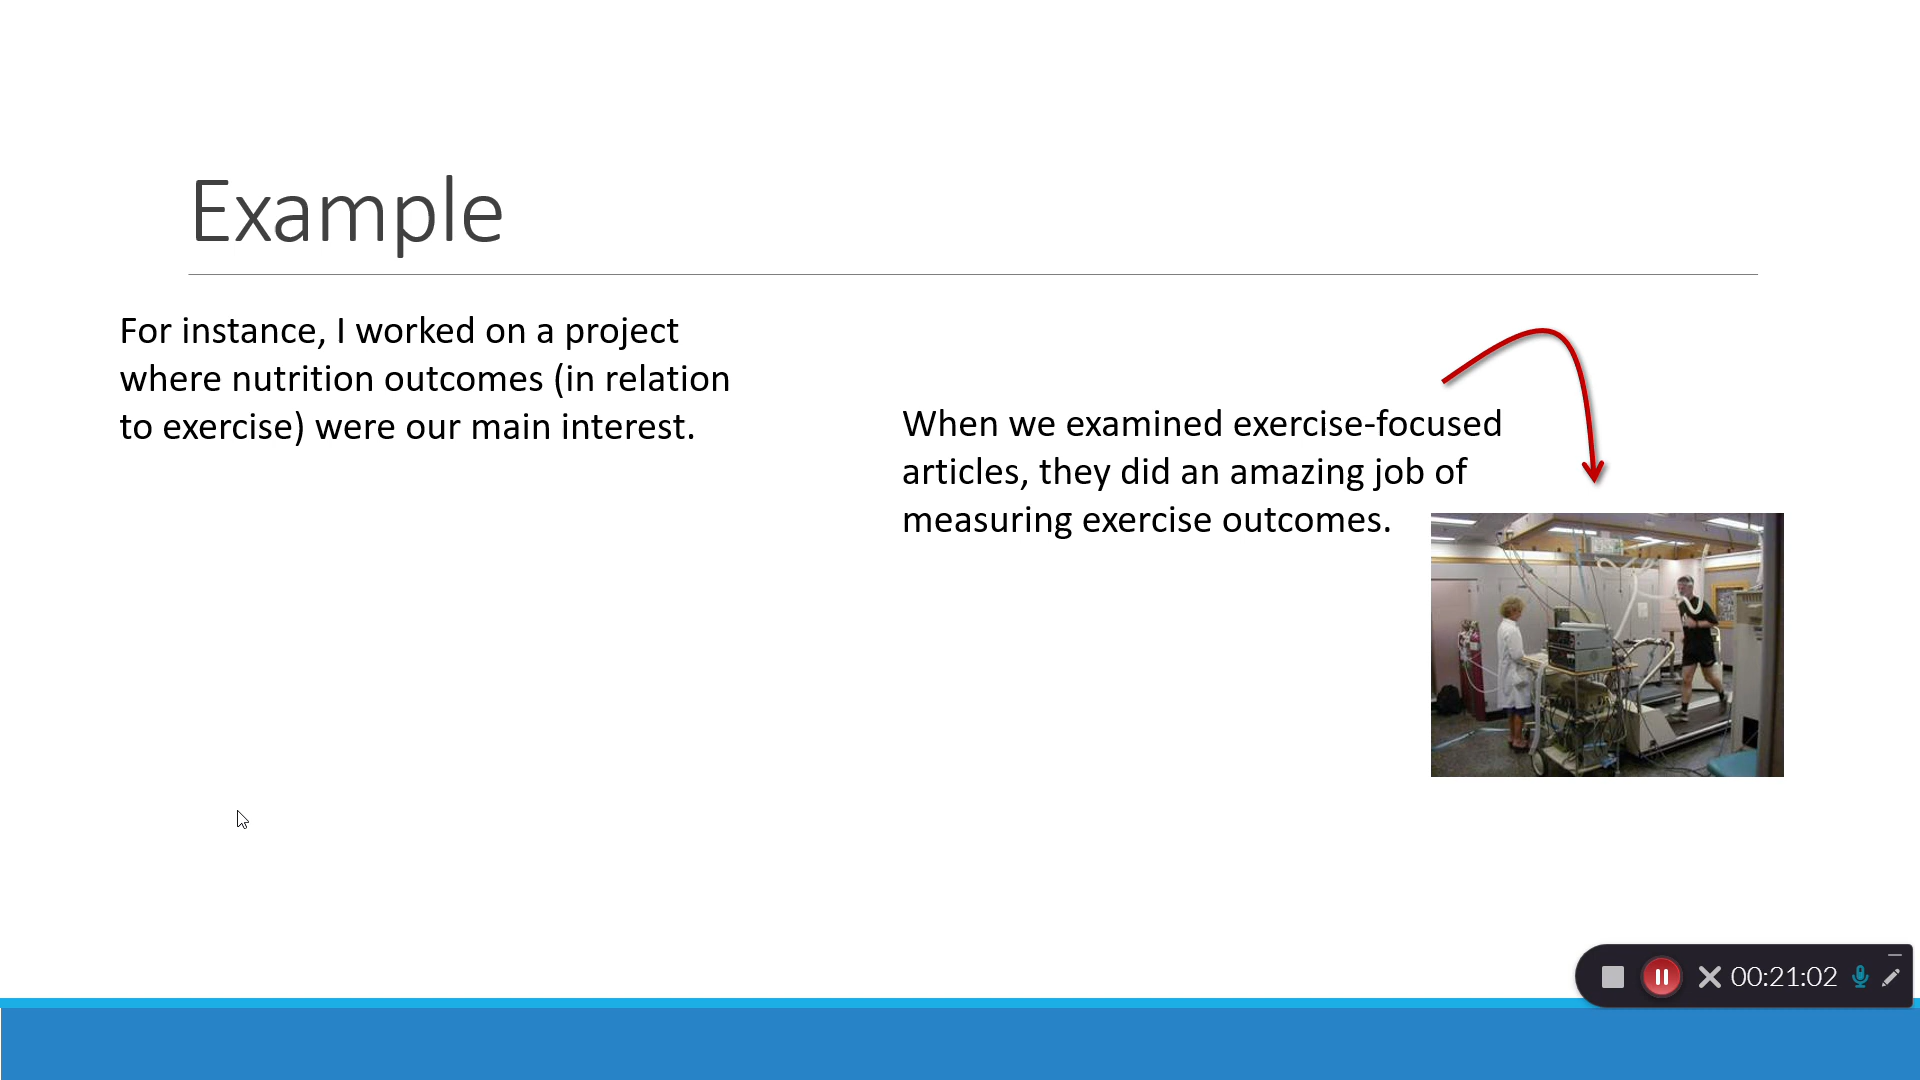 Example
For instance, I worked on a project
where nutrition outcomes (in relation
to exercise) were our main interest.
When we examined exercise-focused
articles, they did an amazing job of
measuring exercise outcomes.
00:21:02